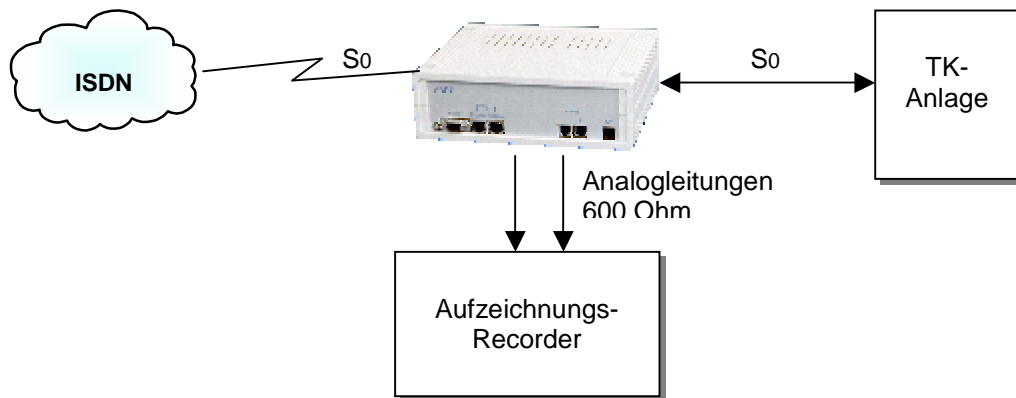 ISDN
S0
S0
TK-
Anlage
Analogleitungen
600 Ohm
Aufzeichnungs-
Recorder